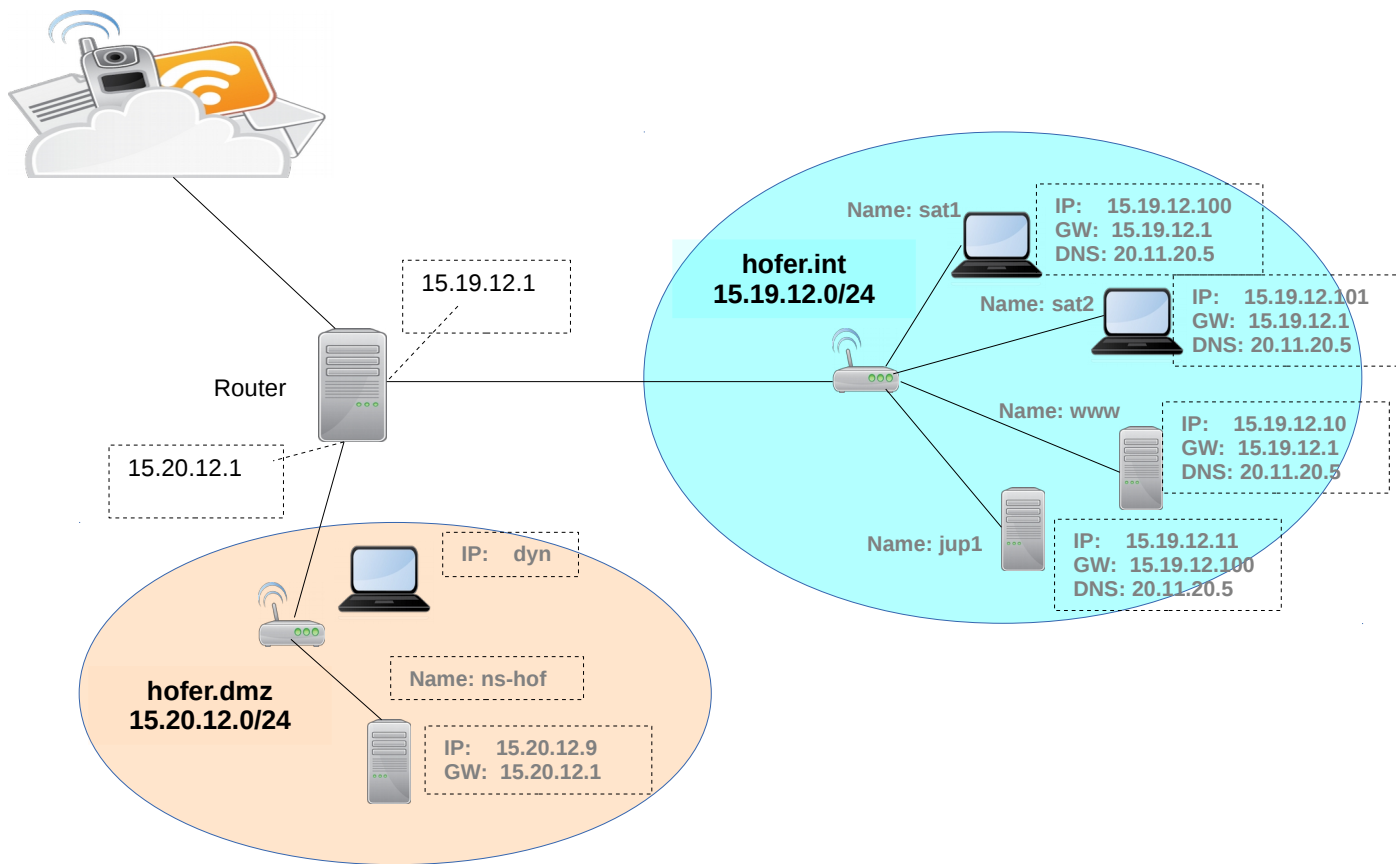 Name: sat1
IP: 15.19.12.100
GW: 15.19.12.1
DNS: 20.11.20.5
hofer.int
15.19.12.0/24
15.19.12.1
Name: sat2
IP: 15.19.12.101
GW: 15.19.12.1
DNS: 20.11.20.5
Router
Name: www
IP: 15.19.12.10
GW: 15.19.12.1
DNS: 20.11.20.5
15.20.12.1
Name: jup1
IP: 15.19.12.11
GW: 15.19.12.100
DNS: 20.11.20.5
IP: dyn
Name: ns-hof
hofer.dmz
15.20.12.0/24
IP: 15.20.12.9
GW: 15.20.12.1